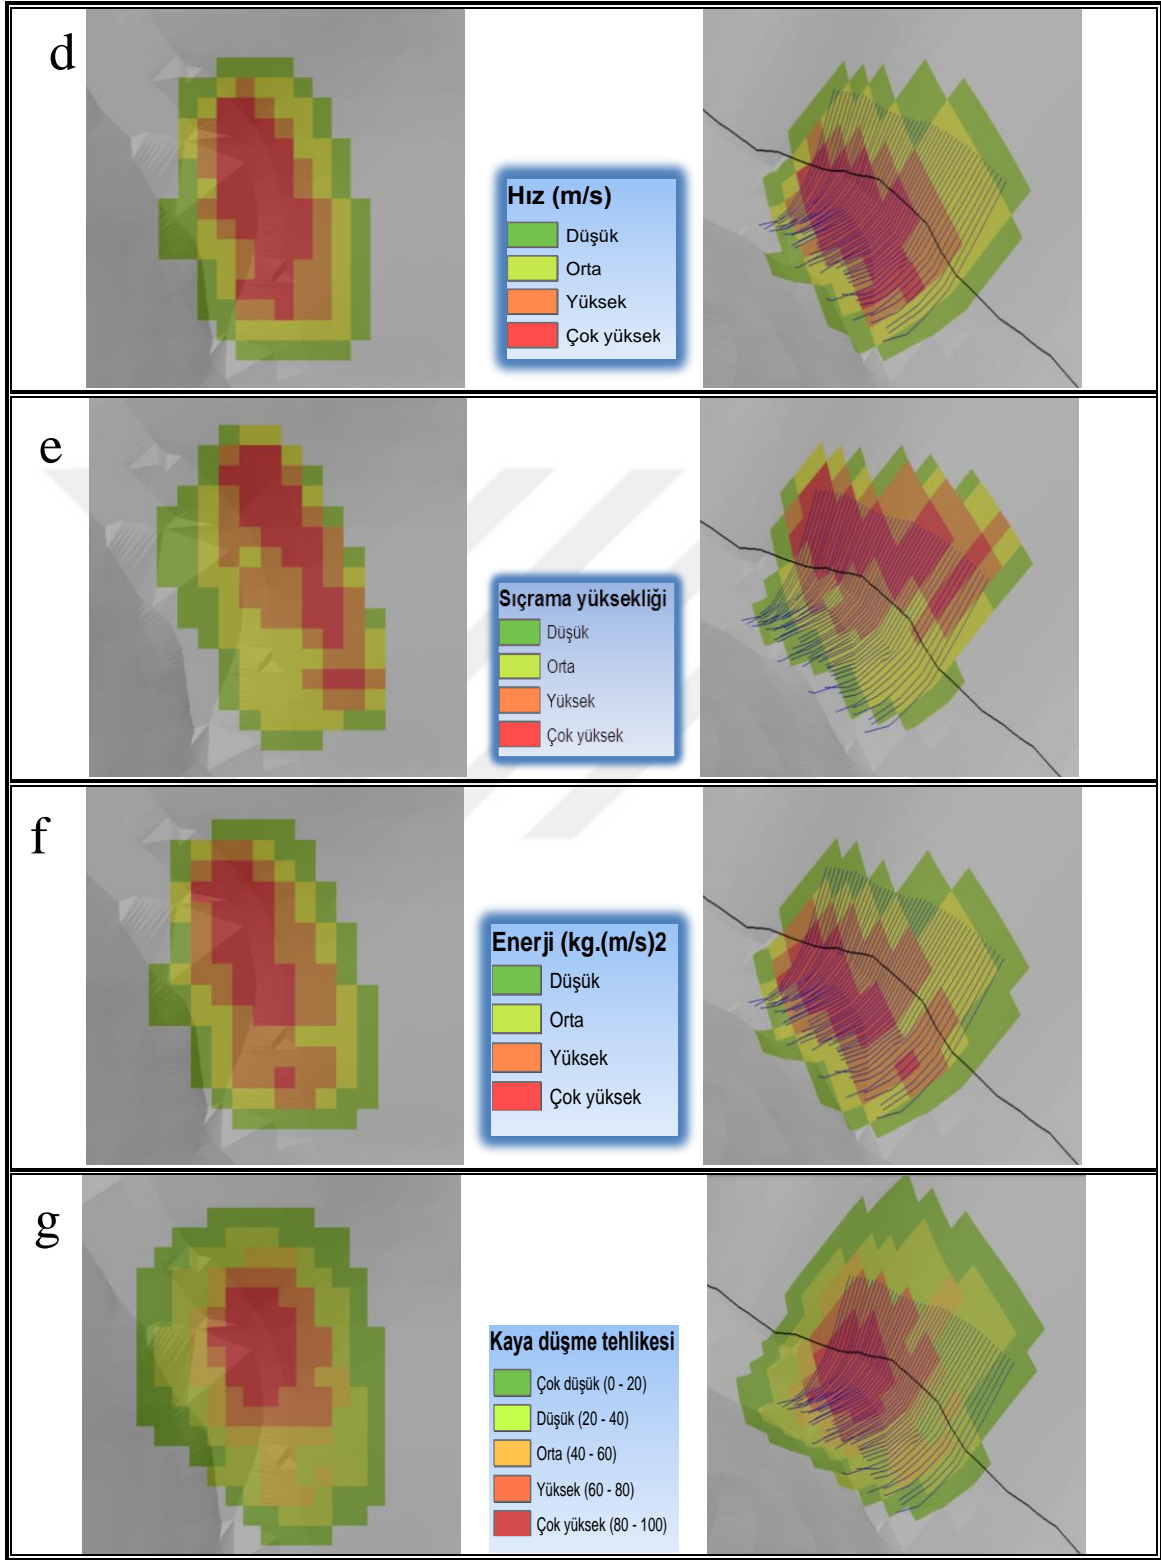 d
Hız (m/s)
Düşük
Orta
Yüksek
Çok yüksek
e
Sıçrama yüksekliği
Düşük
Orta
Yüksek
Çok yüksek
f
Enerji (kg.(m/s)2
Düşük
Orta
Yüksek
Çok yüksek
g
Kaya düşme tehlikesi
Çok düşük (0 - 20)
Düşük (20 - 40)
Orta (40 - 60)
Yüksek (60 - 80)
Çok yüksek (80 - 100)